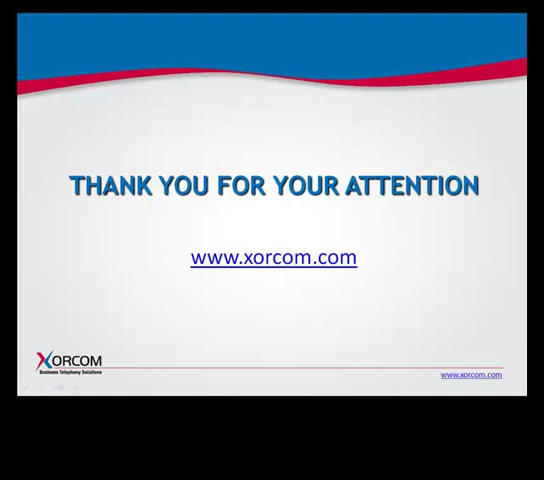 THANK YOU FOR YOUR ATTENTION
www.xorcom.com
XORCOM
Business Telephony Solutions
www.xorcom.com